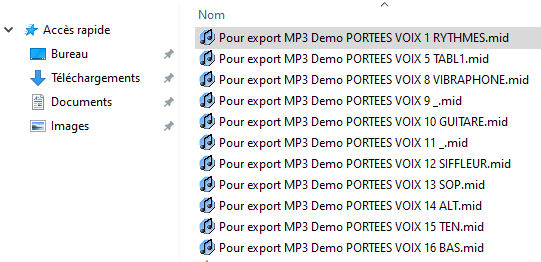 Accès rapide
Bureau
Téléchargements
Documents
Images
Nom
Pour export MP3 Demo PORTEES VOIX 1 RYTHMES.mid
Pour export MP3 Demo PORTEES VOIX 5 TABL1.mid
Pour export MP3 Demo PORTEES VOIX 8 VIBRAPHONE.mid
Pour export MP3 Demo PORTEES VOIX 9 _.mid
Pour export MP3 Demo PORTEES VOIX 10 GUITARE.mid
Pour export MP3 Demo PORTEES VOIX 11 _.mid
Pour export MP3 Demo PORTEES VOIX 12 SIFFLEUR.mid
Pour export MP3 Demo PORTEES VOIX 13 SOP.mid
Pour export MP3 Demo PORTEES VOIX 14 ALT.mid
Pour export MP3 Demo PORTEES VOIX 15 TEN.mid
Pour export MP3 Demo PORTEES VOIX 16 BAS.mid